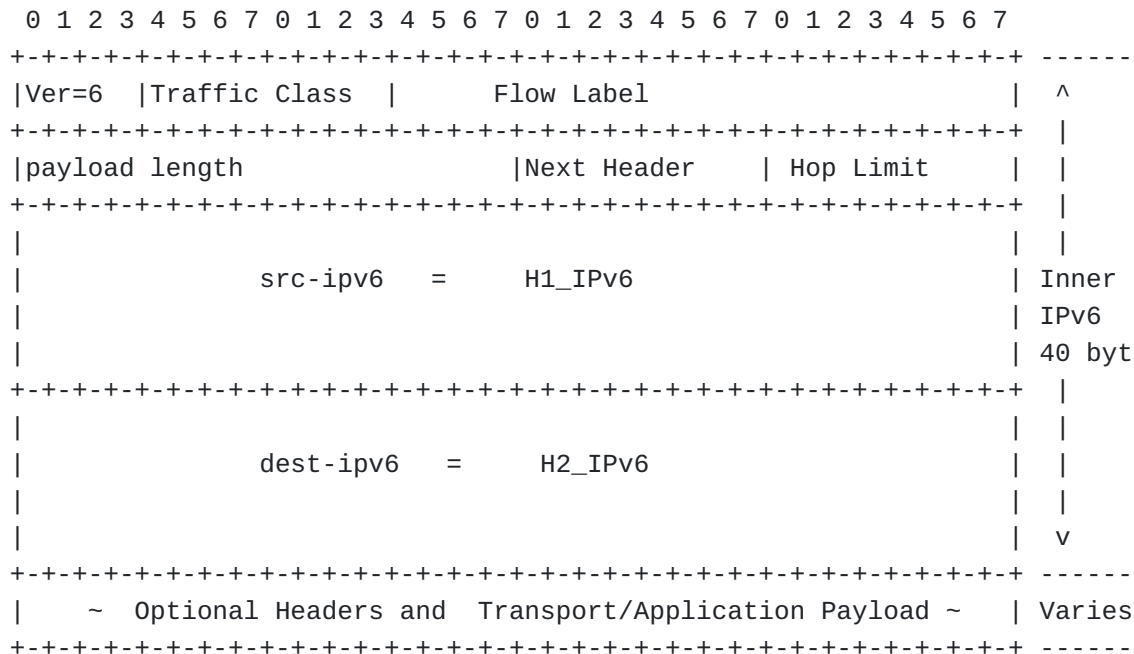 0 1 2 3 4 5 6 7 0 1 2 3 4 5 6 7 0 1 2 3 4 5 6 7 0 1 2 3 4 5 6 7
+-+-+-+-+-+-+-+-+-+-+-+-+-+-+-+-+-+-+-+-+-+-+-+-+-+-+-+-+-+-+-+-+ ------
|Ver=6  |Traffic Class  |      Flow Label                       |  ^
+-+-+-+-+-+-+-+-+-+-+-+-+-+-+-+-+-+-+-+-+-+-+-+-+-+-+-+-+-+-+-+-+  |
|payload length                 |Next Header    | Hop Limit     |  |
+-+-+-+-+-+-+-+-+-+-+-+-+-+-+-+-+-+-+-+-+-+-+-+-+-+-+-+-+-+-+-+-+  |
|                                                               |  |
|               src-ipv6   =     H1_IPv6                        | Inner
|                                                               | IPv6
|                                                               | 40 byt
+-+-+-+-+-+-+-+-+-+-+-+-+-+-+-+-+-+-+-+-+-+-+-+-+-+-+-+-+-+-+-+-+  |
|                                                               |  |
|               dest-ipv6   =     H2_IPv6                       |  |
|                                                               |  |
|                                                               |  v
+-+-+-+-+-+-+-+-+-+-+-+-+-+-+-+-+-+-+-+-+-+-+-+-+-+-+-+-+-+-+-+-+ ------
|    ~  Optional Headers and  Transport/Application Payload ~   | Varies
+-+-+-+-+-+-+-+-+-+-+-+-+-+-+-+-+-+-+-+-+-+-+-+-+-+-+-+-+-+-+-+-+ ------